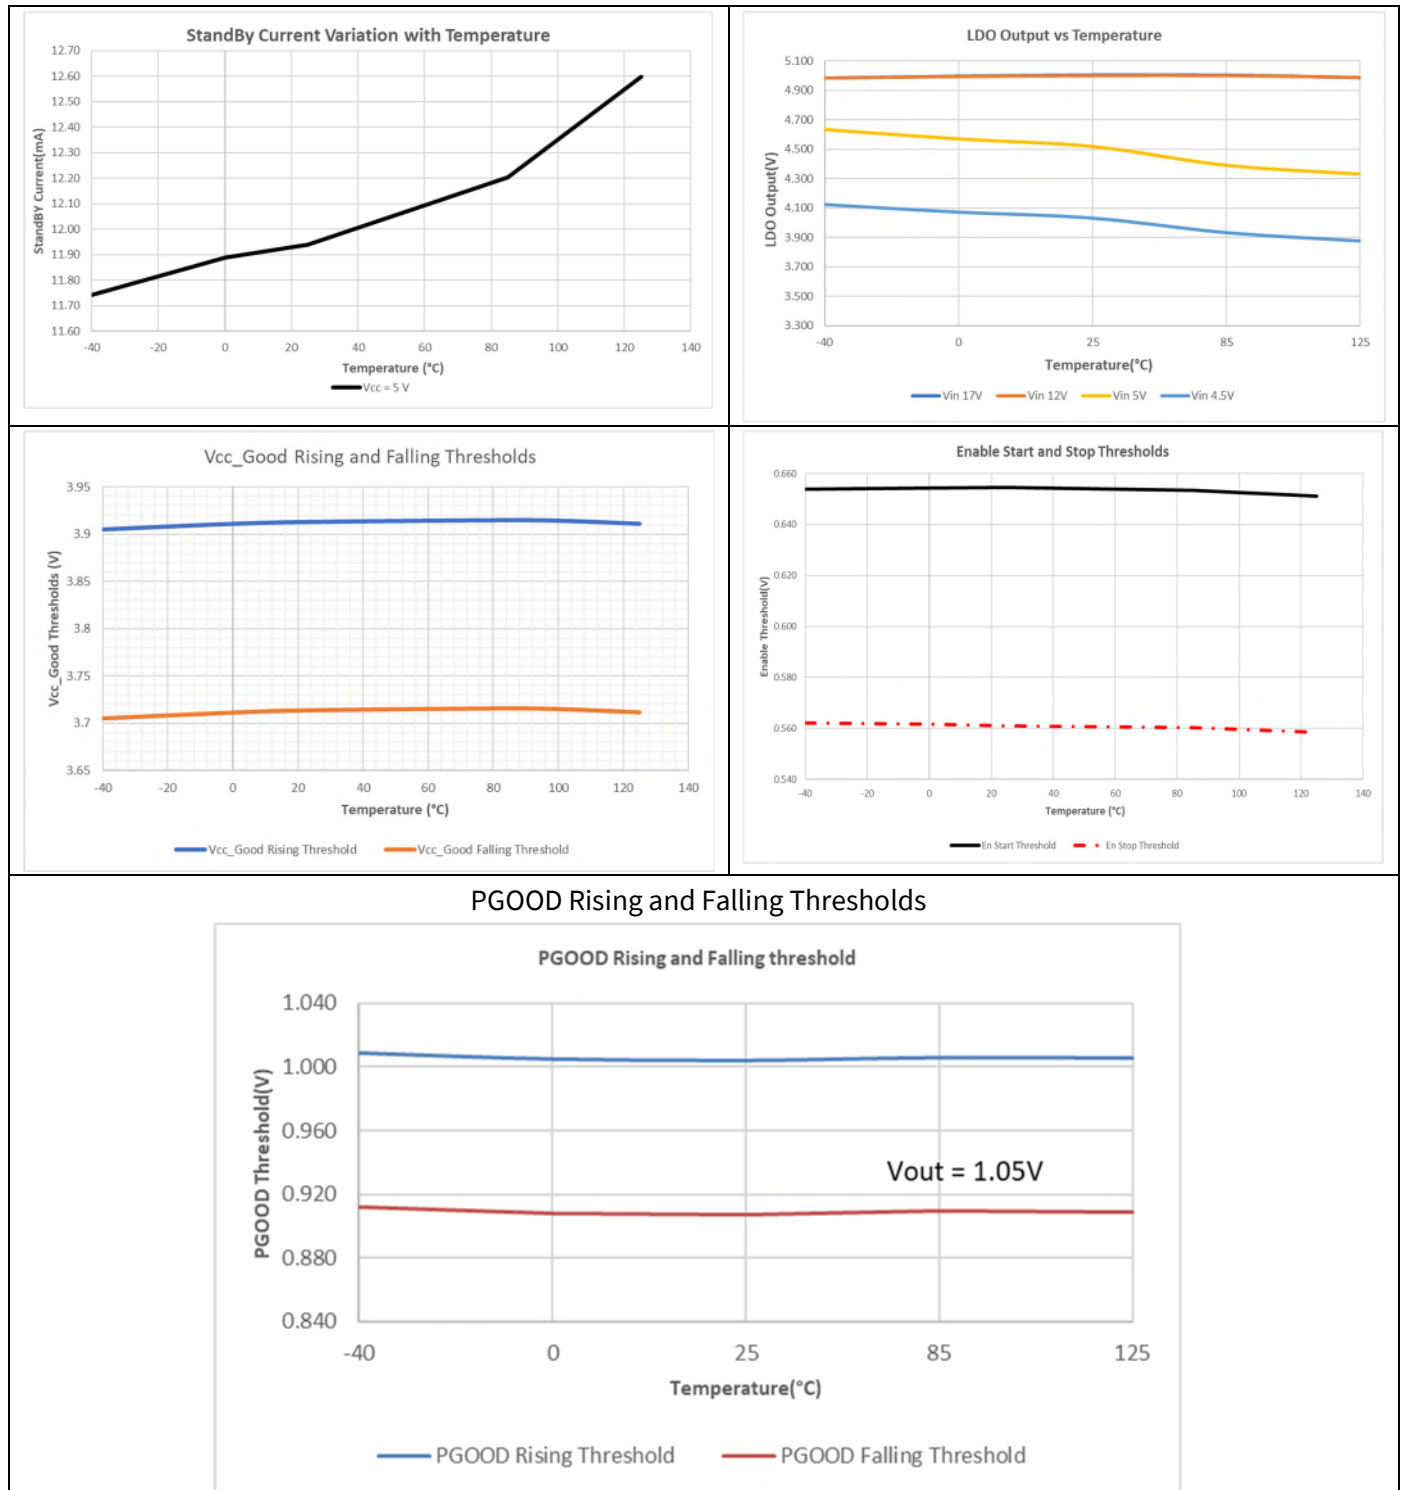 StandBy Current Variation with Temperature
12.70
12.60
12.50
12.40
12.30
12.20
12.10
12.00
11.90
11.80
11.70
11.60
StandBY Current(mA)
-40 -20 0 20 40 60 80 100 120 140
Temperature (°C)
Vcc = 5 V
LDO Output vs Temperature
5.100
4.900
4.700
4.500
4.300
4.100
3.900
3.700
3.500
3.300
LDO Output(V)
-40 0 25 85 125
Temperature(°C)
Vin 17V Vin 12V Vin 5V Vin 4.5V
Vcc_Good Rising and Falling Thresholds
3.95
3.9
3.85
3.8
3.75
3.7
3.65
Vcc_Good Thresholds (V)
-40 -20 0 20 40 60 80 100 120 140
Temperature (°C)
Vcc_Good Rising Threshold Vcc_Good Falling Threshold
Enable Start and Stop Thresholds
0.660
0.640
0.620
0.600
0.580
0.560
0.540
Enable Threshold(V)
-40 -20 0 20 40 60 80 100 120 140
Temperature (°C)
En Start Threshold En Stop Threshold
PGOOD Rising and Falling Thresholds
PGOOD Rising and Falling threshold
1.040
1.000
0.960
0.920
0.880
0.840
PGOOD Threshold(V)
Vout = 1.05V
-40 0 25 85 125
Temperature(°C)
PGOOD Rising Threshold PGOOD Falling Threshold